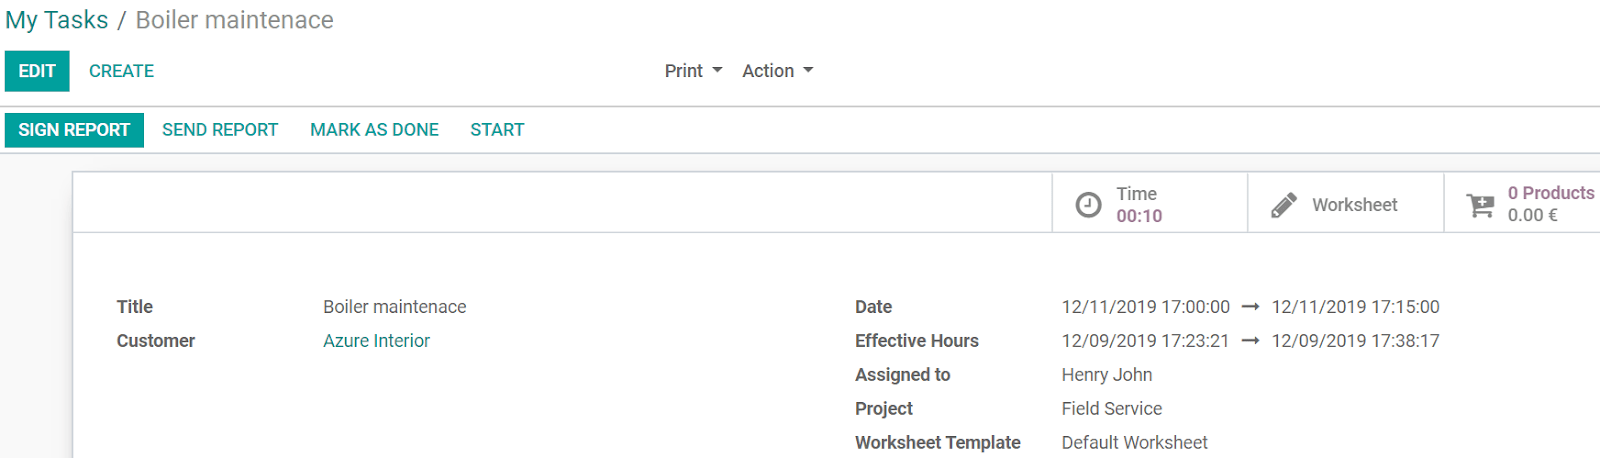 My Tasks / Boiler maintenace
EDIT CREATE Print Action
SIGN REPORT SEND REPORT MARK AS DONE START
Time
00:10
Worksheet
0 Products
0.00 €
Title Boiler maintenace
Customer Azure Interior
Date 12/11/2019 17:00:00 → 12/11/2019 17:15:00
Effective Hours 12/09/2019 17:23:21 → 12/09/2019 17:38:17
Assigned to Henry John
Project Field Service
Worksheet Template Default Worksheet